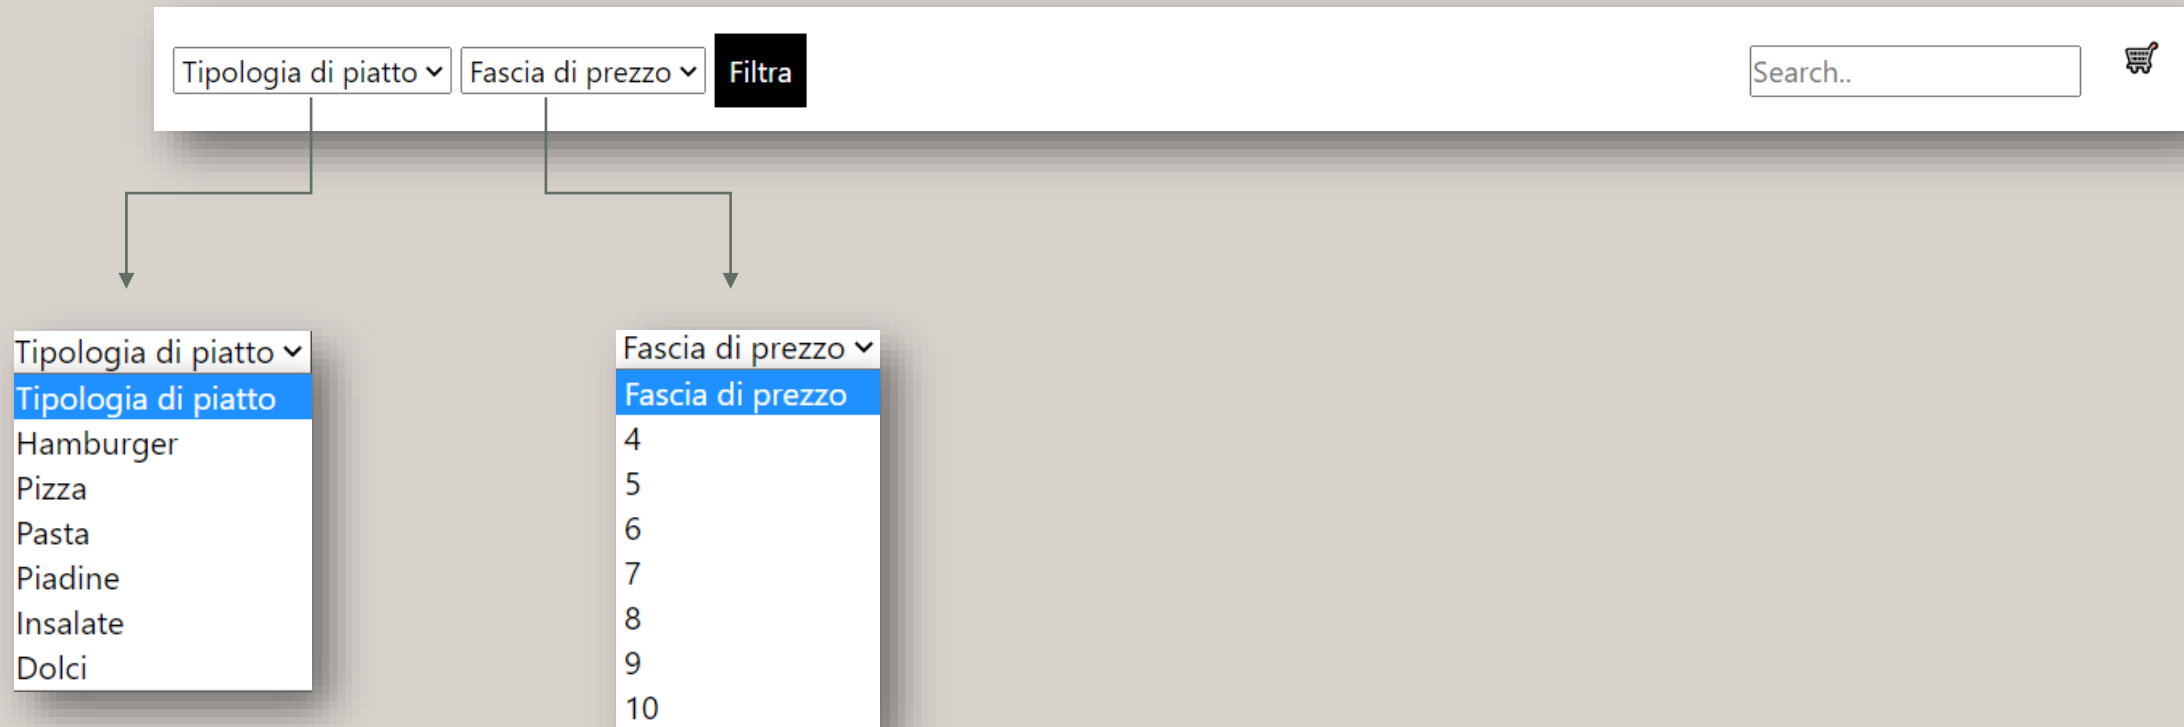 Tipologia di piatto
Fascia di prezzo
Filtra
Search..
Tipologia di piatto
Tipologia di piatto
Hamburger
Pizza
Pasta
Piadine
Insalate
Dolci
Fascia di prezzo
Fascia di prezzo
4
5
6
7
8
9
10